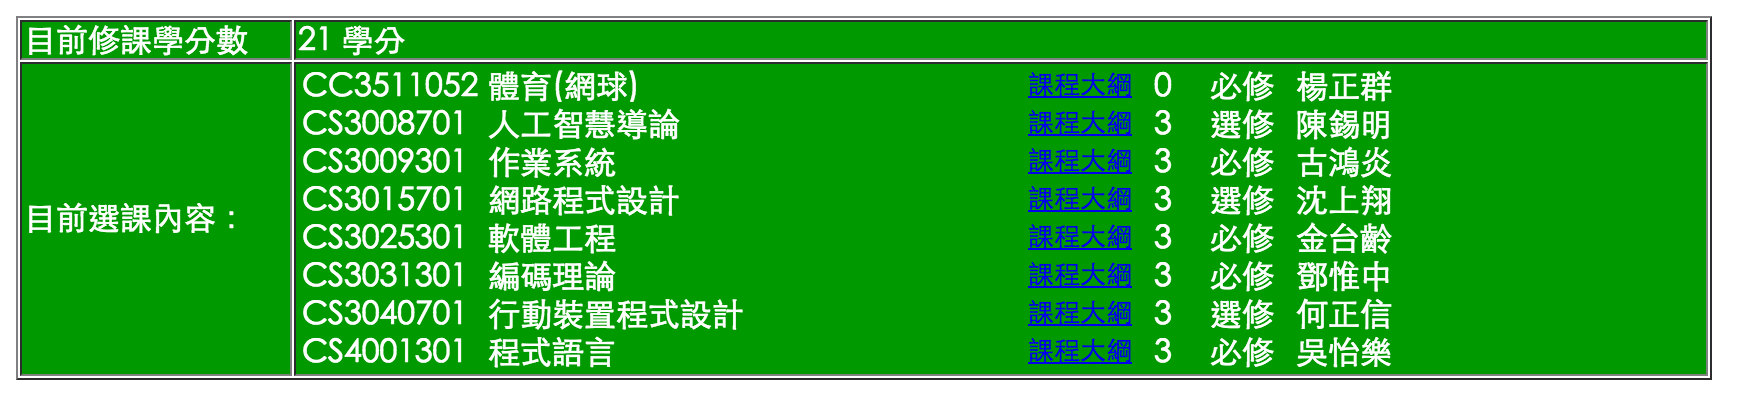 目前修課學分數 21 學分
目前選課內容：
CC3511052 體育(網球) 課程大綱 0 必修 楊正群
CS3008701 人工智慧導論 課程大綱 3 選修 陳錫明
CS3009301 作業系統 課程大綱 3 必修 古鴻炎
CS3015701 網路程式設計 課程大綱 3 選修 沈上翔
CS3025301 軟體工程 課程大綱 3 必修 金台齡
CS3031301 編碼理論 課程大綱 3 必修 鄧惟中
CS3040701 行動裝置程式設計 課程大綱 3 選修 何正信
CS4001301 程式語言 課程大綱 3 必修 吳怡樂